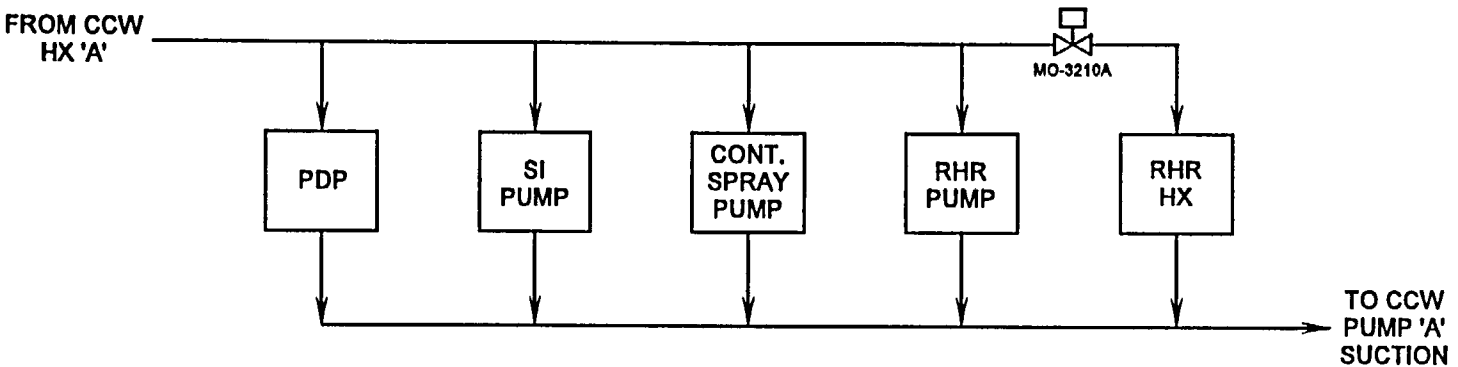 FROM CCW
HX 'A'
MO-3210A
PDP
SI
PUMP
CONT.
SPRAY
PUMP
RHR
PUMP
RHR
HX
TO CCW
PUMP 'A'
SUCTION